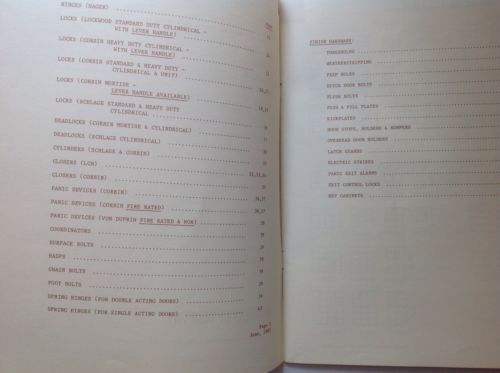 HINGES (HAGER)
LOCKS (LOCKWOOD STANDARD DUTY CYLINDRICAL -
WITH LEVER HANDLE)
LOCKS (CORBIN HEAVY DUTY CYLINDRICAL -
WITH LEVER HANDLE)
LOCKS (CORBIN STANDARD & HEAVY DUTY -
CYLINDRICAL & UNIT)
LOCKS (CORBIN MORTISE -
LEVER HANDLE AVAILABLE)
LOCKS (SCHLAGE STANDARD & HEAVY DUTY
CYLINDRICAL
DEADLOCKS (CORBIN MORTISE & CYLINDRICAL)
DEADLOCKS (SCHLAGE CYLINDRICAL)
CYLINDERS (SCHLAGE & CORBIN)
CLOSERS (LCN)
CLOSERS (CORBIN)
PANIC DEVICES (CORBIN)
PANIC DEVICES (CORBIN FIRE RATED)
PANIC DEVICES (VON DUPRIN FIRE RATED & NON)
COORDINATORS
SURFACE BOLTS
HASPS
CHAIN BOLTS
FOOT BOLTS
SPRING HINGES (FOR DOUBLE ACTING DOORS)
SPRING HINGES (FOR SINGLE ACTING DOORS)
Page
June,
FINISH HARDWARE:
THRESHOLDS
WEATHERSTRIPPING
DUTCH DOOR BOLTS
FLUSH BOLTS
PUSH & PULL PLATES
KICKPLATES
DOOR STOPS, HOLDERS & BUMPERS
OVERHEAD DOOR HOLDERS
LATCH GUARDS
ELECTRIC STRIKES
PANIC EXIT ALARMS
EXIT CONTROL LOCKS
KEY CABINETS